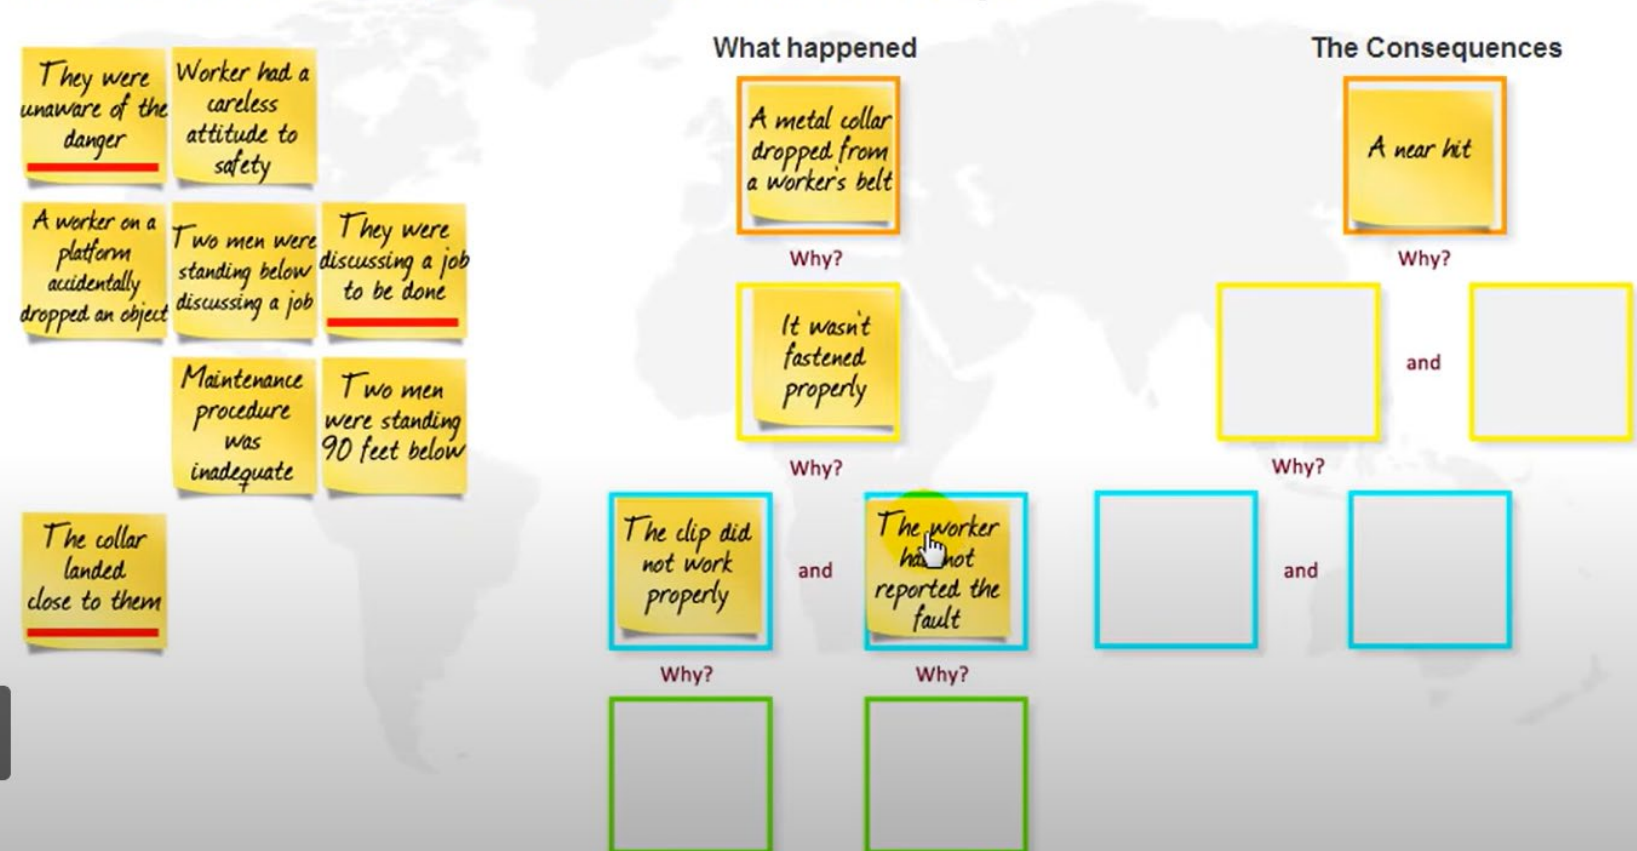 They were
unaware of the
danger
Worker had a
careless
attitude to
safety
A worker on a
platform
accidentally
dropped an object
Two men were
standing below
discussing a job
They were
discussing a job
to be done
Maintenance
procedure
was
inadequate
Two men
were standing
90 feet below
The collar
landed
close to them
What happened
A metal collar
dropped from
a worker's belt
Why?
It wasn't
fastened
properly
Why?
The clip did
not work
properly
and
The worker
not
reported the
fault
Why?
Why?
The Consequences
A near hit
Why?
and
Why?
and